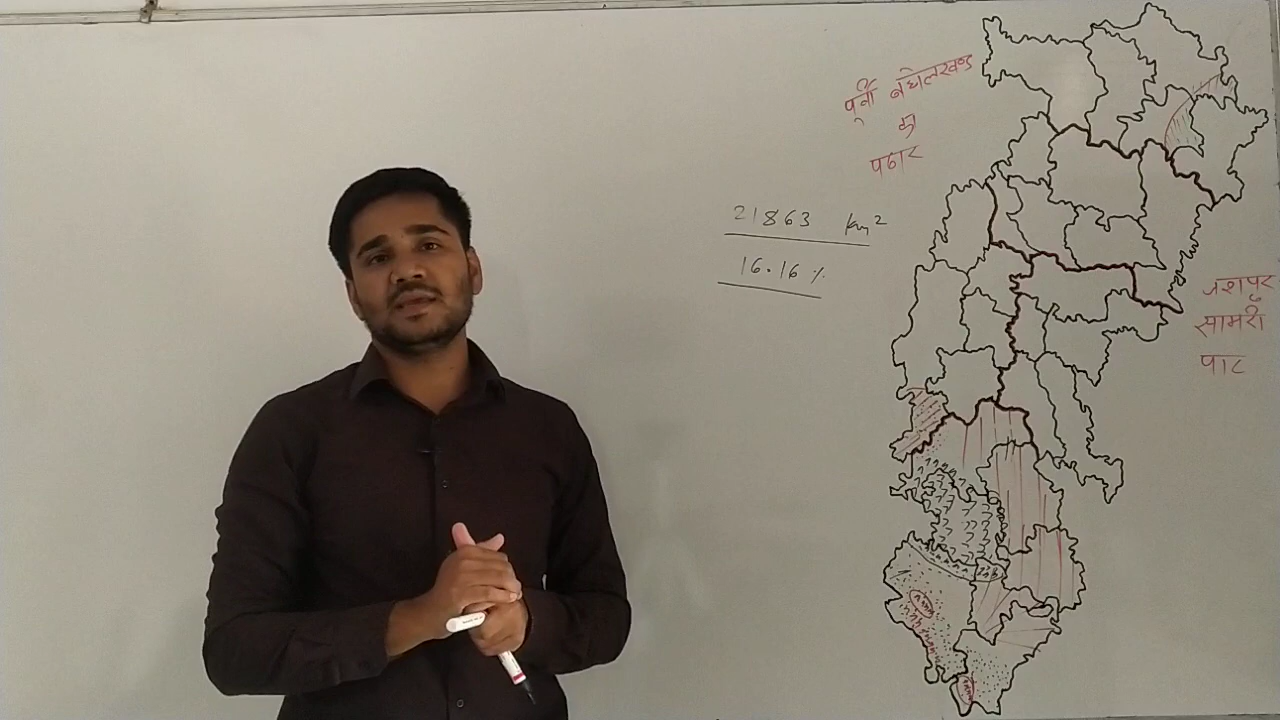 पूर्वी बघेलखण्ड
का
पठार
21863 km²
16.16 %
जशपुर
सामरी
पाट